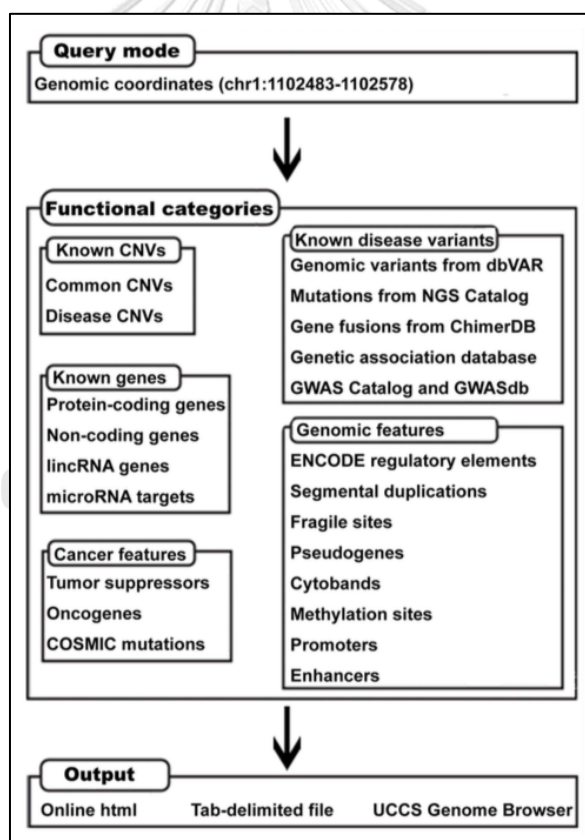 Query mode
Genomic coordinates (chr1:1102483-1102578)
Functional categories
Known CNVs
Common CNVs
Disease CNVs
Known genes
Protein-coding genes
Non-coding genes
lincRNA genes
microRNA targets
Cancer features
Tumor suppressors
Oncogenes
COSMIC mutations
Known disease variants
Genomic variants from dbVAR
Mutations from NGS Catalog
Gene fusions from ChimerDB
Genetic association database
GWAS Catalog and GWASdb
Genomic features
ENCODE regulatory elements
Segmental duplications
Fragile sites
Pseudogenes
Cytobands
Methylation sites
Promoters
Enhancers
Output
Online html Tab-delimited file UCCS Genome Browser